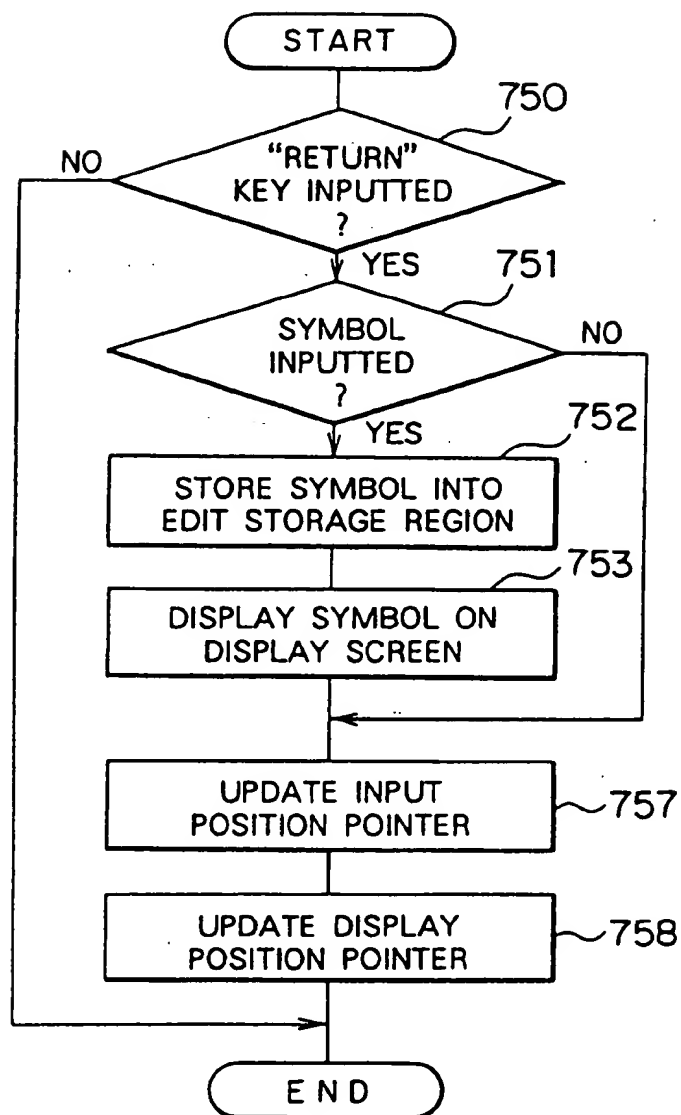 START
750
"RETURN"
KEY INPUTTED
?
NO
YES
751
SYMBOL
INPUTTED
?
NO
YES
752
STORE SYMBOL INTO
EDIT STORAGE REGION
753
DISPLAY SYMBOL ON
DISPLAY SCREEN
UPDATE INPUT
POSITION POINTER
757
UPDATE DISPLAY
POSITION POINTER
758
END